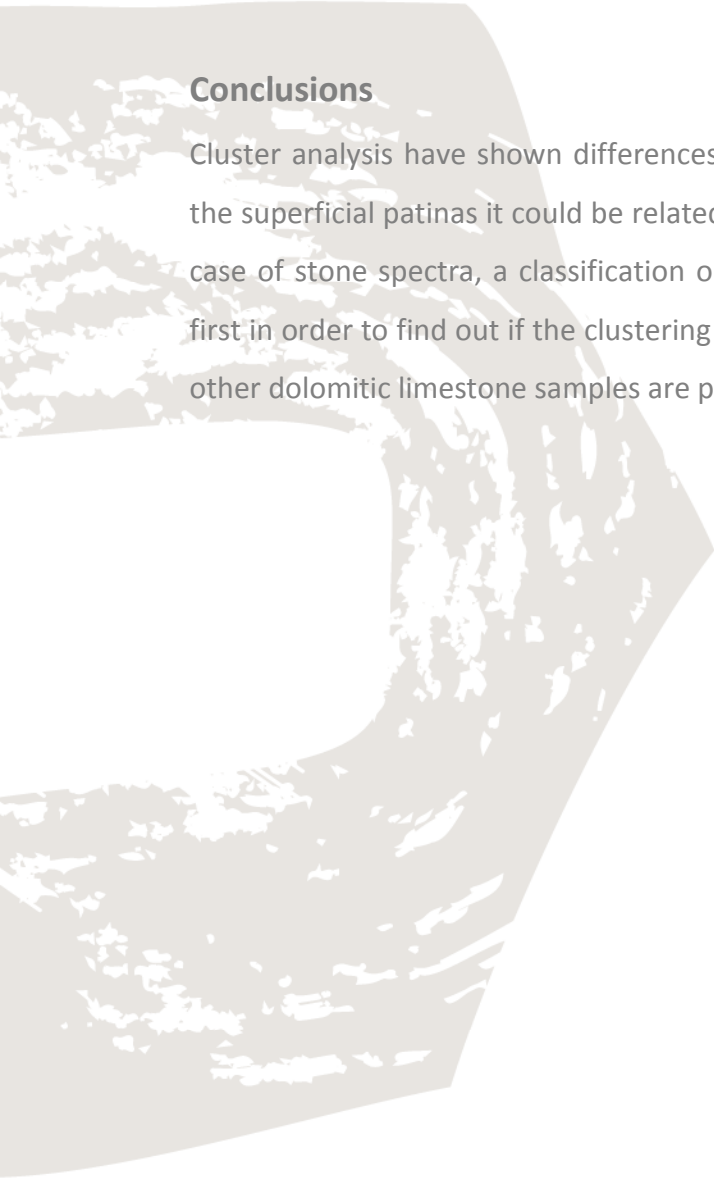 Conclusions
Cluster analysis have shown differences
the superficial patinas it could be related
case of stone spectra, a classification o
first in order to find out if the clustering
other dolomitic limestone samples are p